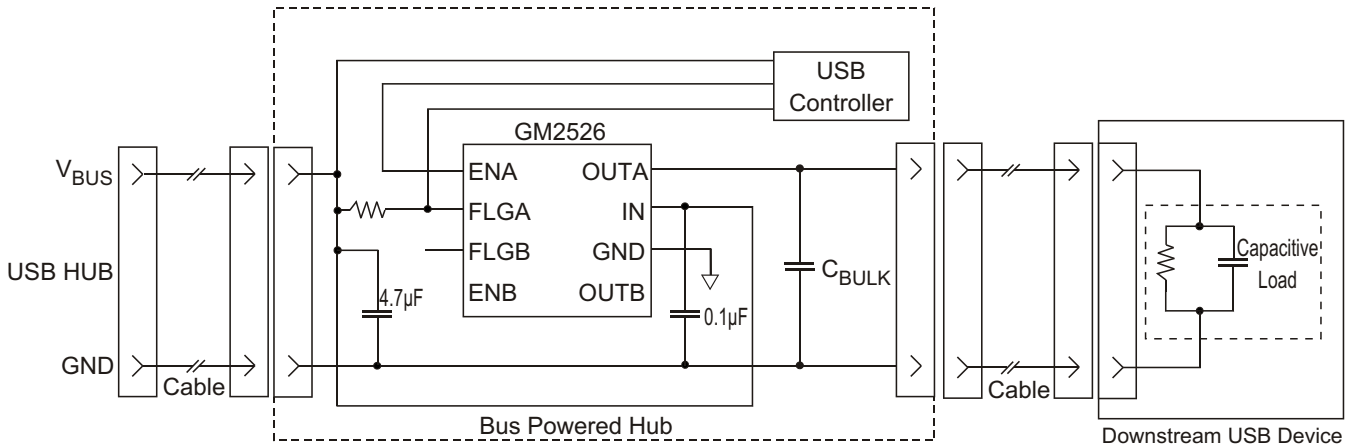 USB
Controller
GM2526
V_BUS
ENA
OUTA
FLGA
IN
FLGB
GND
USB HUB
4.7µF
ENB
OUTB
0.1µF
C_BULK
Capacitive
Load
GND
Cable
Cable
Bus Powered Hub
Downstream USB Device